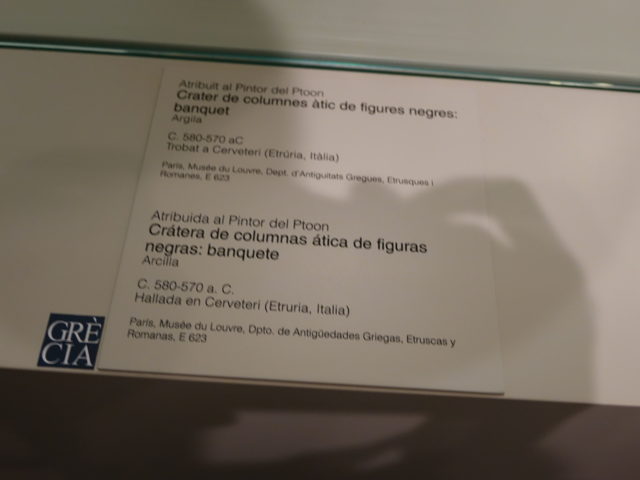 Atribuït al Pintor del Ptoon
Crater de columnes àtic de figures negres:
banquet
Argila
C. 580-570 aC
Trobat a Cerveteri (Etrúria, Itàlia)
París, Musée du Louvre, Dept. d'Antiguitats Gregues, Etrusques i
Romanes, E 623
Atribuida al Pintor del Ptoon
Crátera de columnas ática de figuras
negras: banquete
Arcilla
C. 580-570 a. C.
Hallada en Cerveteri (Etruria, Italia)
París, Musée du Louvre, Dpto. de Antigüedades Griegas, Etruscas y
Romanas, E 623
GRÈ
CIA